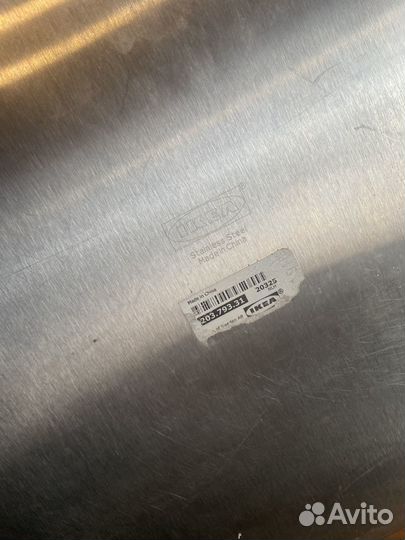 IKEA®
Stainless Steel
Made in China
Made in China
203.793.31
20325
IKEA®
Avito